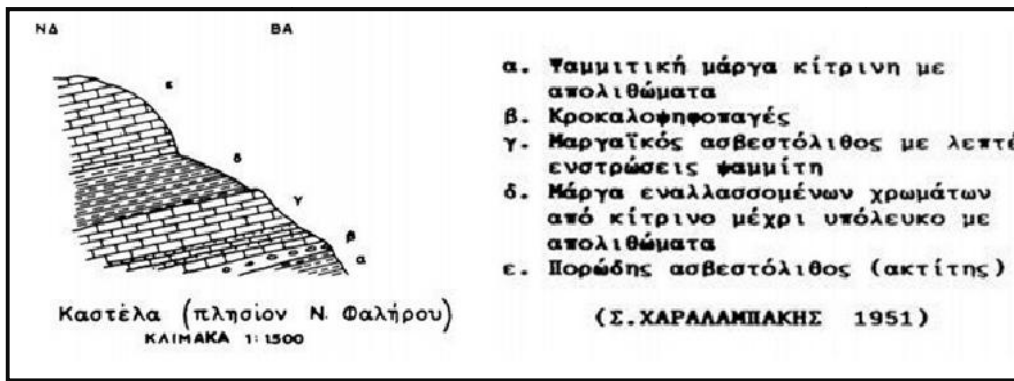 ΝΔ ΒΑ
ε
δ
γ
β
α
Καστέλα (πλησίον Ν. Φαλήρου)
ΚΛΙΜΑΚΑ 1:1500
α. Ψαμμιτική μάργα κίτρινη με
απολιθώματα
β. Κροκαλοψηφοπαγές
γ. Μαργαϊκός ασβεστόλιθος με λεπτέ
ενστρώσεις ψαμμίτη
δ. Μάργα εναλλασσομένων χρωμάτων
από κίτρινο μέχρι υπόλευκο με
απολιθώματα
ε. Πορώδης ασβεστόλιθος (ακτίτης)
(Σ.ΧΑΡΑΛΑΜΠΑΚΗΣ 1951)